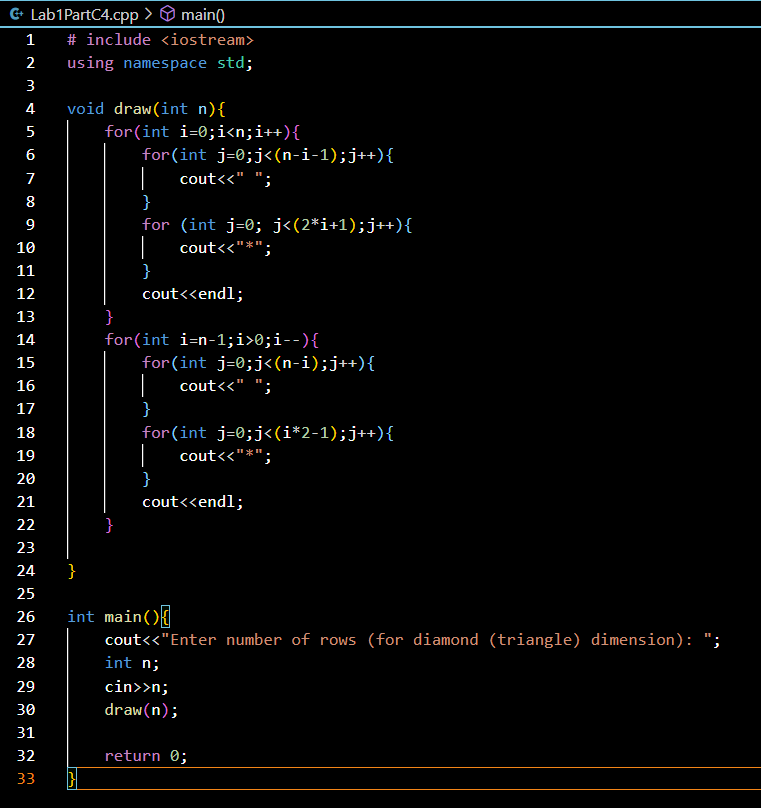 Lab1PartC4.cpp > main()
1 # include <iostream>
2 using namespace std;
3
4 void draw(int n){
5     for(int i=0;i<n;i++){
6         for(int j=0;j<(n-i-1);j++){
7             cout<<" ";
8         }
9         for (int j=0; j<(2*i+1);j++){
10             cout<<"*";
11         }
12         cout<<endl;
13     }
14     for(int i=n-1;i>0;i--){
15         for(int j=0;j<(n-i);j++){
16             cout<<" ";
17         }
18         for(int j=0;j<(i*2-1);j++){
19             cout<<"*";
20         }
21         cout<<endl;
22     }
23
24 }
25
26 int main(){
27     cout<<"Enter number of rows (for diamond (triangle) dimension): ";
28     int n;
29     cin>>n;
30     draw(n);
31
32     return 0;
33 }